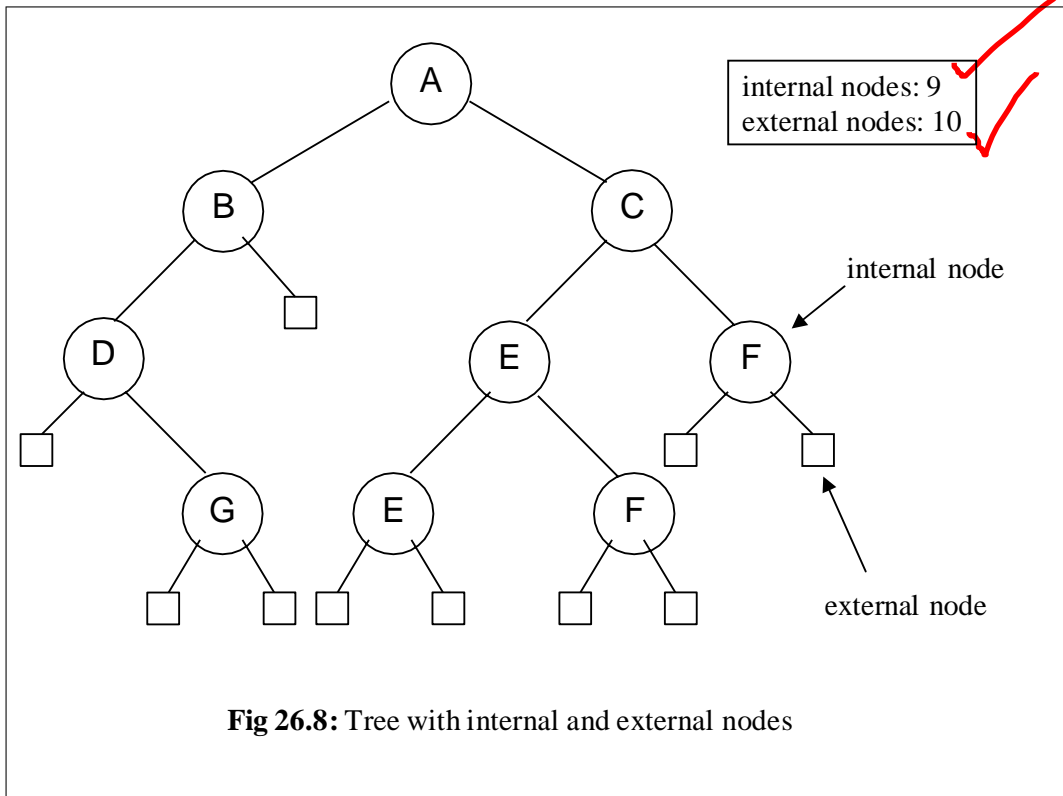 A
internal nodes: 9
external nodes: 10
B
C
internal node
D
E
F
G
E
F
external node
Fig 26.8: Tree with internal and external nodes